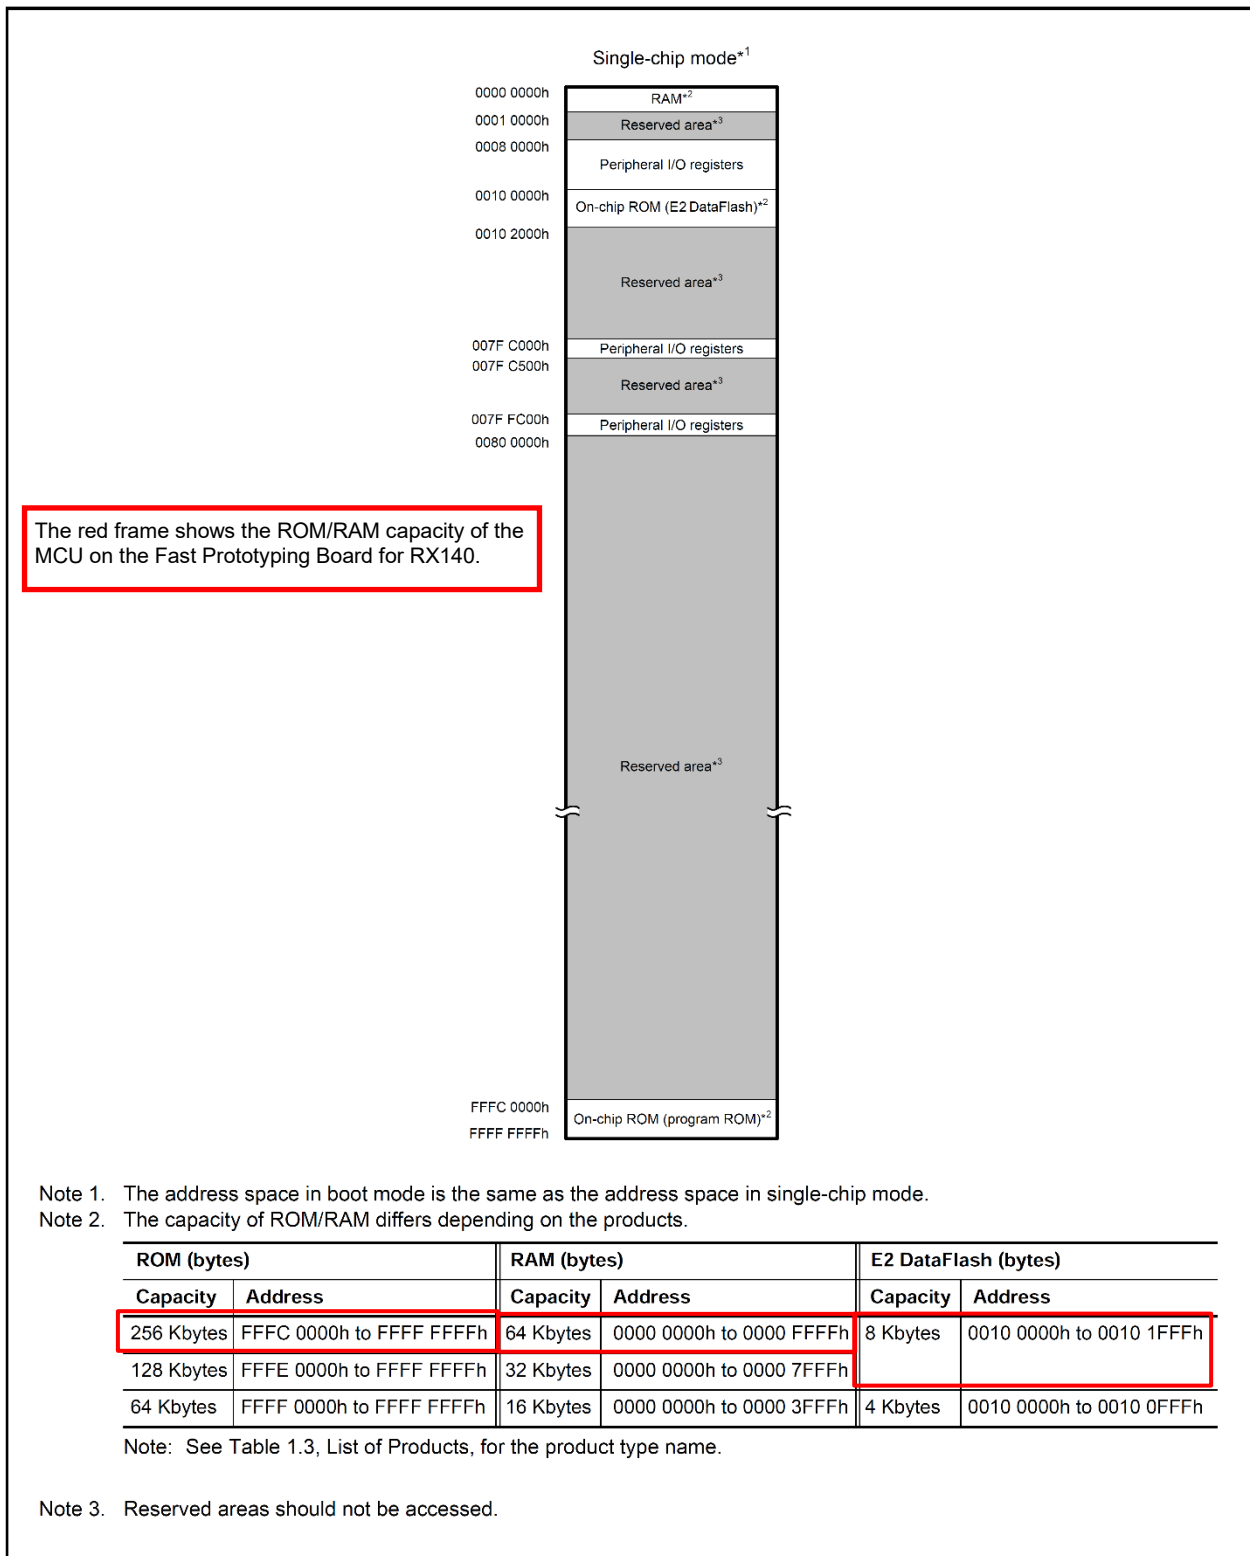 Single-chip mode*1
0000 0000h
RAM*2
0001 0000h
Reserved area*3
0008 0000h
Peripheral I/O registers
0010 0000h
On-chip ROM (E2 DataFlash)*2
0010 2000h
Reserved area*3
007F C000h
Peripheral I/O registers
007F C500h
Reserved area*3
007F FC00h
Peripheral I/O registers
0080 0000h
The red frame shows the ROM/RAM capacity of the
MCU on the Fast Prototyping Board for RX140.
Reserved area*3
FFFC 0000h
On-chip ROM (program ROM)*2
FFFF FFFFh
Note 1. The address space in boot mode is the same as the address space in single-chip mode.
Note 2. The capacity of ROM/RAM differs depending on the products.
ROM (bytes) RAM (bytes) E2 DataFlash (bytes)
Capacity Address Capacity Address Capacity Address
256 Kbytes FFFC 0000h to FFFF FFFFh 64 Kbytes 0000 0000h to 0000 FFFFh 8 Kbytes 0010 0000h to 0010 1FFFh
128 Kbytes FFFE 0000h to FFFF FFFFh 32 Kbytes 0000 0000h to 0000 7FFFh
64 Kbytes FFFF 0000h to FFFF FFFFh 16 Kbytes 0000 0000h to 0000 3FFFh 4 Kbytes 0010 0000h to 0010 0FFFh
Note: See Table 1.3, List of Products, for the product type name.
Note 3. Reserved areas should not be accessed.